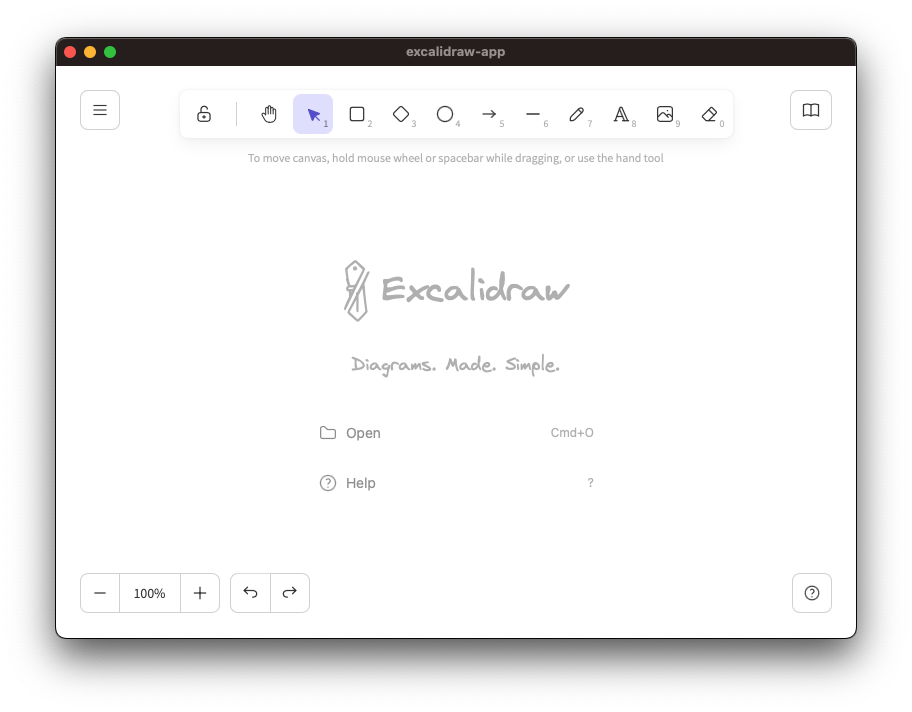 excalidraw-app
1 2 3 4 5 6 7 8 9 0
To move canvas, hold mouse wheel or spacebar while dragging, or use the hand tool
Excalidraw
Diagrams. Made. Simple.
Open Cmd+O
Help ?
100%